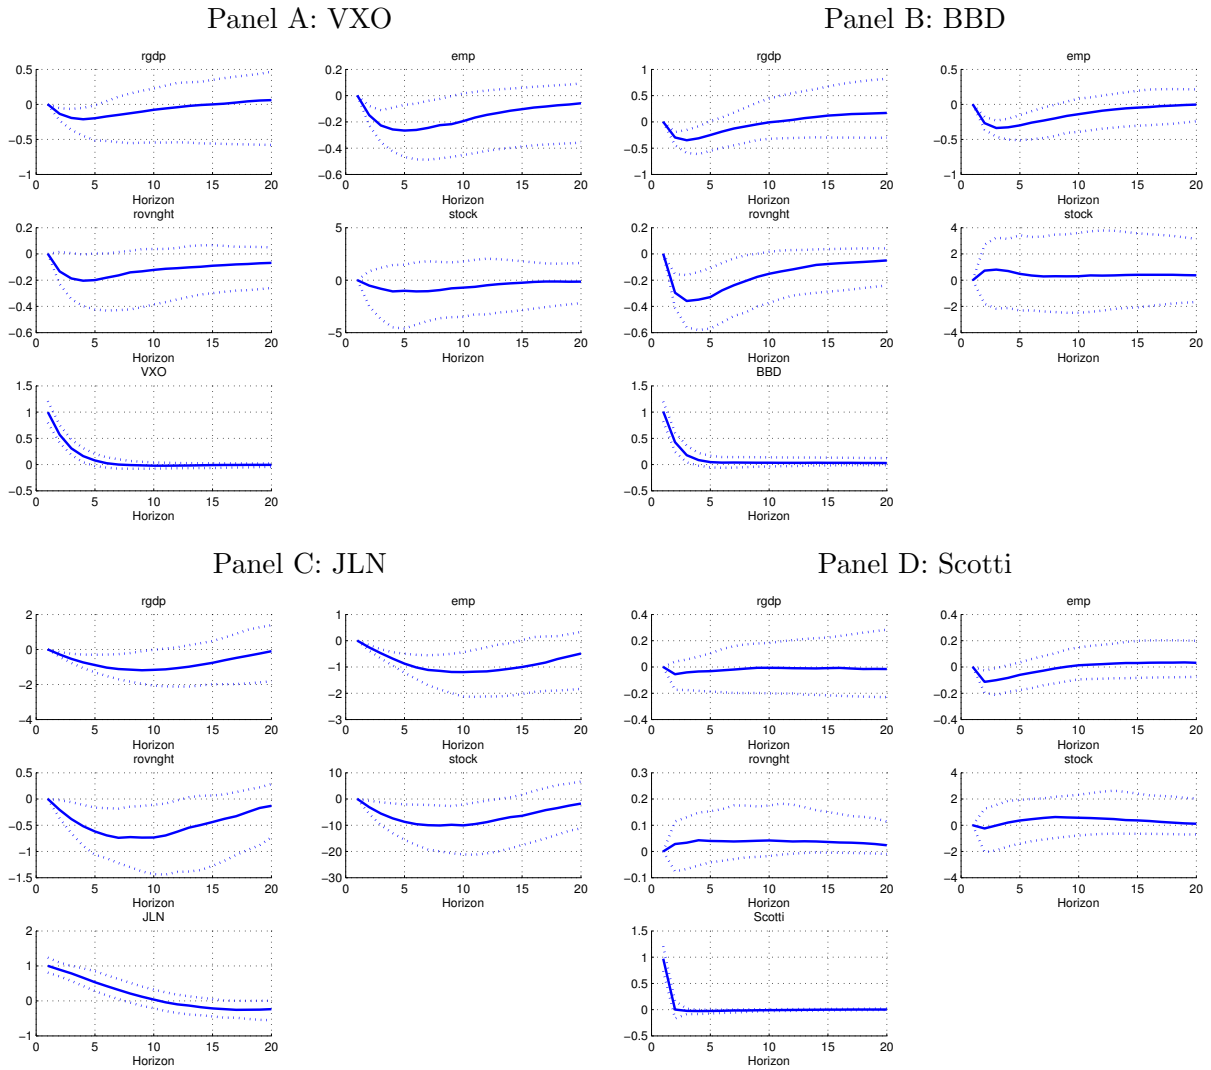 Panel A: VXO
Panel B: BBD
rgdp
emp
rgdp
emp
0.5
0
−0.5
−1
0 5 10 15 20
Horizon
0.2
0
−0.2
−0.4
−0.6
0 5 10 15 20
Horizon
1
0.5
0
−0.5
−1
0 5 10 15 20
Horizon
0.5
0
−0.5
−1
0 5 10 15 20
Horizon
rovnght
stock
rovnght
stock
0.2
0
−0.2
−0.4
−0.6
0 5 10 15 20
Horizon
5
0
−5
0 5 10 15 20
Horizon
0.2
0
−0.2
−0.4
−0.6
0 5 10 15 20
Horizon
4
2
0
−2
−4
0 5 10 15 20
Horizon
VXO
BBD
1.5
1
0.5
0
−0.5
0 5 10 15 20
Horizon
1.5
1
0.5
0
−0.5
0 5 10 15 20
Horizon
Panel C: JLN
Panel D: Scotti
rgdp
emp
rgdp
emp
2
0
−2
−4
0 5 10 15 20
Horizon
1
0
−1
−2
−3
0 5 10 15 20
Horizon
0.4
0.2
0
−0.2
−0.4
0 5 10 15 20
Horizon
0.4
0.2
0
−0.2
−0.4
0 5 10 15 20
Horizon
rovnght
stock
rovnght
stock
0.5
0
−0.5
−1
−1.5
0 5 10 15 20
Horizon
10
0
−10
−20
−30
0 5 10 15 20
Horizon
0.3
0.2
0.1
0
−0.1
0 5 10 15 20
Horizon
4
2
0
−2
−4
0 5 10 15 20
Horizon
JLN
Scotti
2
1
0
−1
0 5 10 15 20
Horizon
1.5
1
0.5
0
−0.5
0 5 10 15 20
Horizon